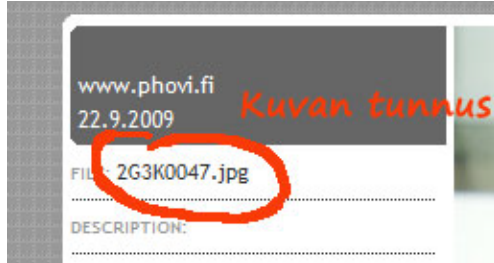 www.phovi.fi
22.9.2009
Kuvan tunnus
FILE: 2G3K0047.jpg
DESCRIPTION: